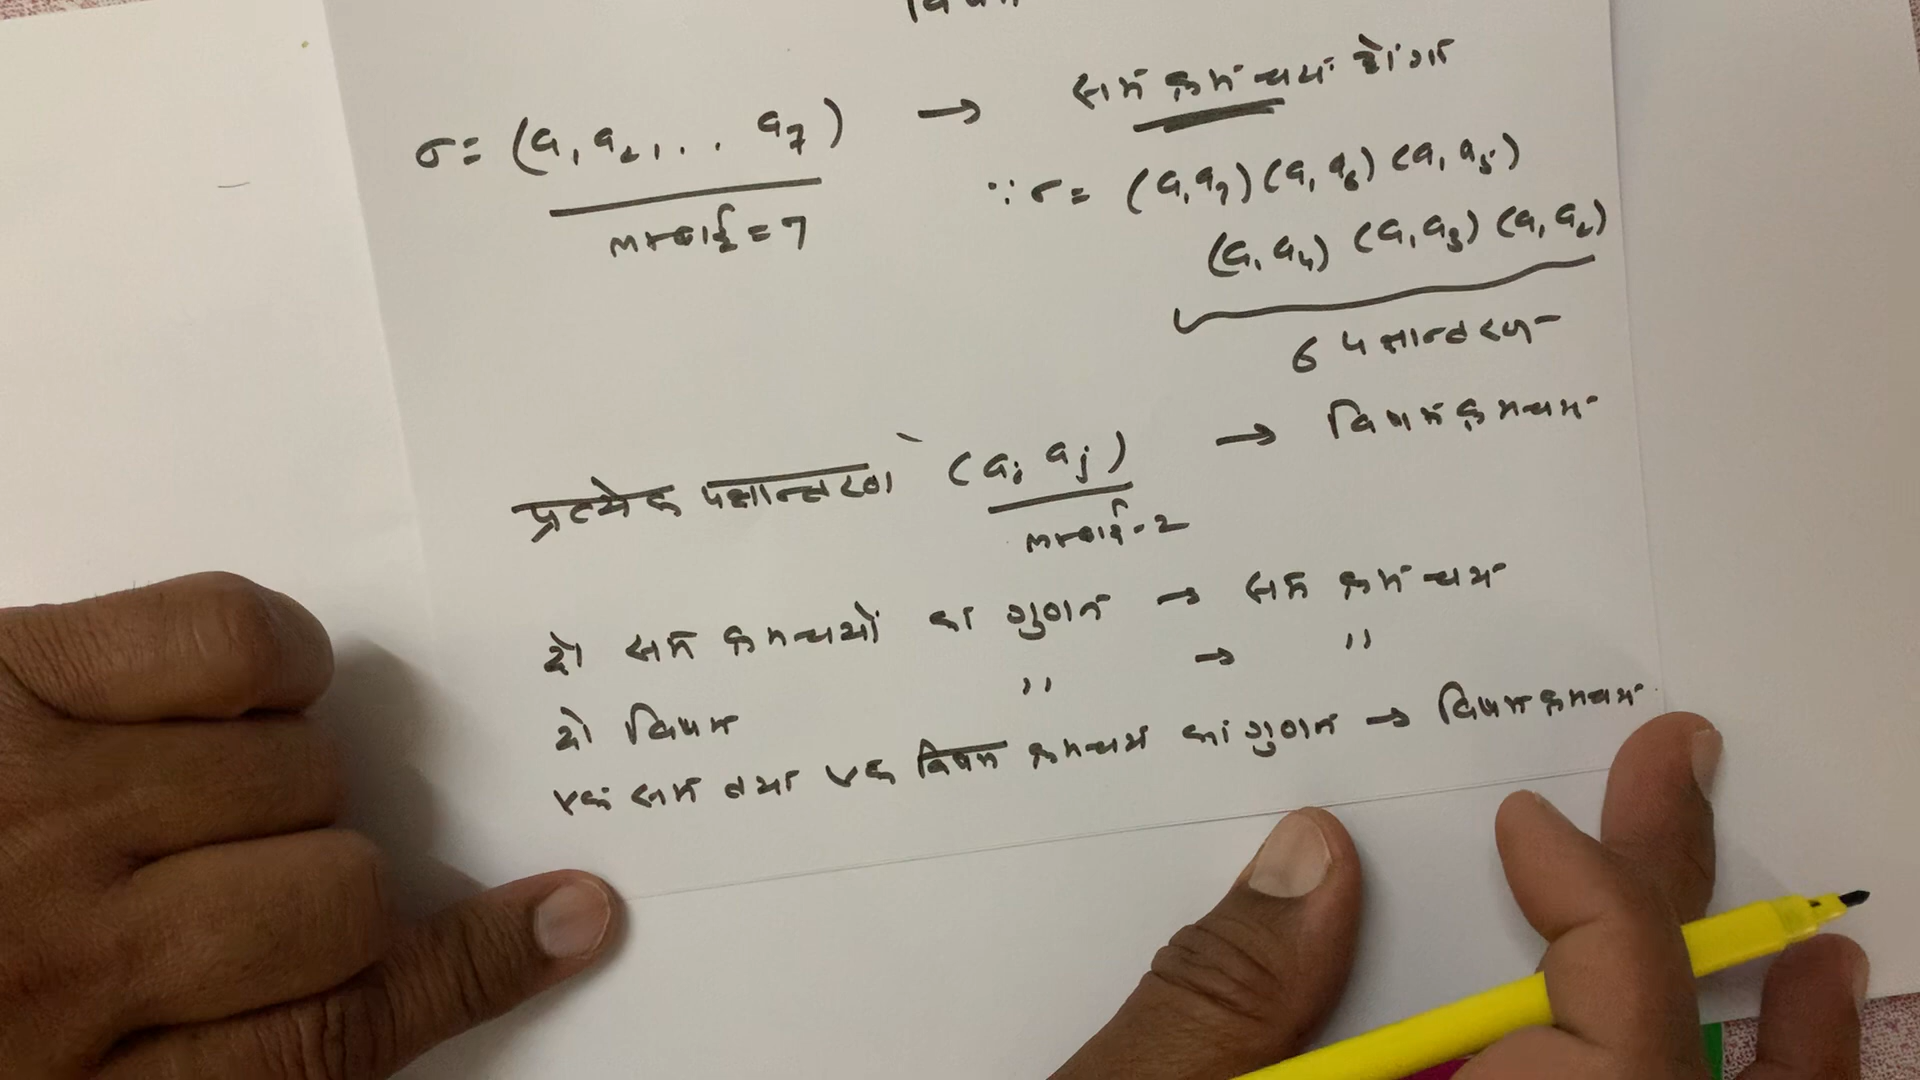 σ = (a₁ a₂, . . . a₇) → सम क्रमचय होगा
लम्बाई = 7
∵ σ = (a₁ a₇) (a₁ a₆) (a₁ a₅)
(a₁ a₄) (a₁ a₃) (a₁ a₂)
6 पक्षान्तरण
प्रत्येक पक्षान्तरण (aᵢ aⱼ) → विषम क्रमचय
लम्बाई = 2
दो सम क्रमचयों का गुणन → सम क्रमचय
दो विषम " → "
एक सम तथा एक विषम क्रमचय का गुणन → विषम क्रमचय